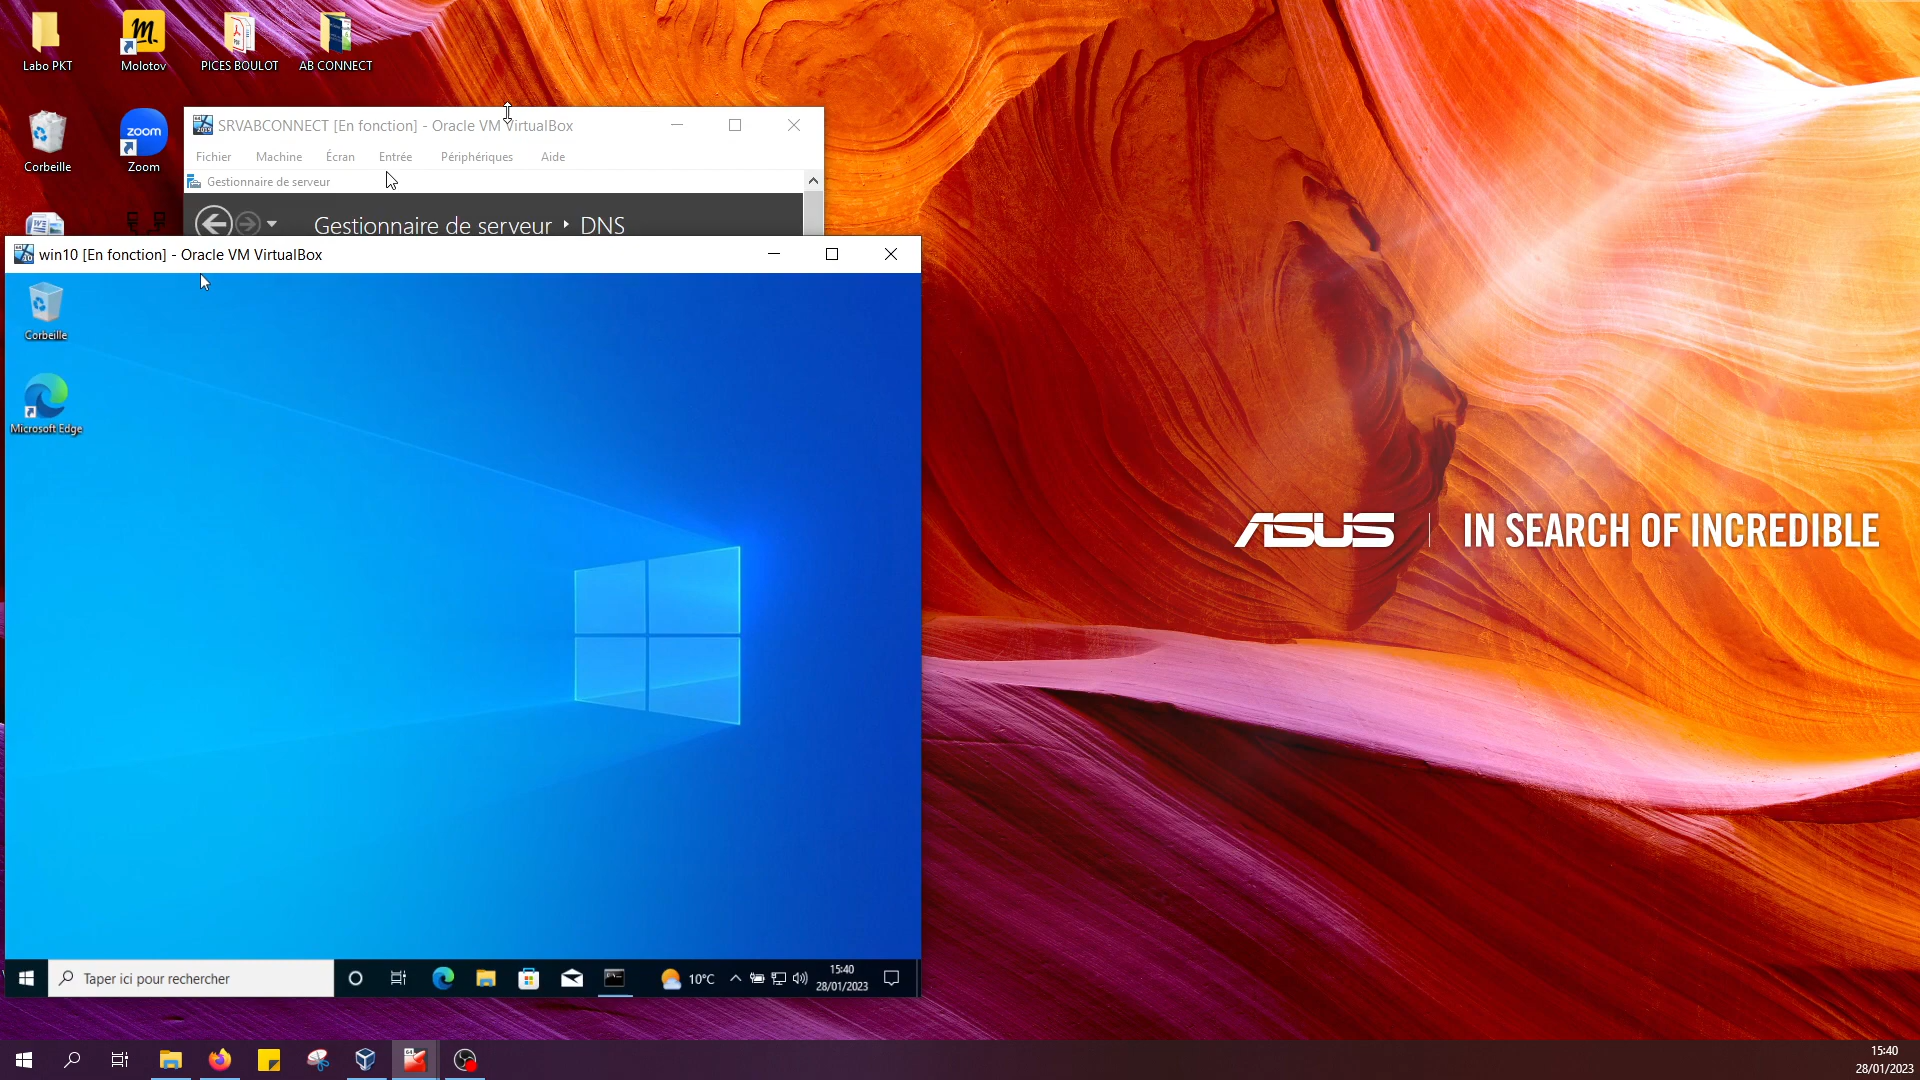 Labo PKT
Molotov
PICES BOULOT
AB CONNECT
Corbeille
zoom
Zoom
SRVABCONNECT [En fonction] - Oracle VM VirtualBox
Fichier Machine Écran Entrée Périphériques Aide
Gestionnaire de serveur
Gestionnaire de serveur ‣ DNS
win10 [En fonction] - Oracle VM VirtualBox
Corbeille
Microsoft Edge
ASUS | IN SEARCH OF INCREDIBLE
Taper ici pour rechercher
10°C
15:40
28/01/2023
15:40
28/01/2023